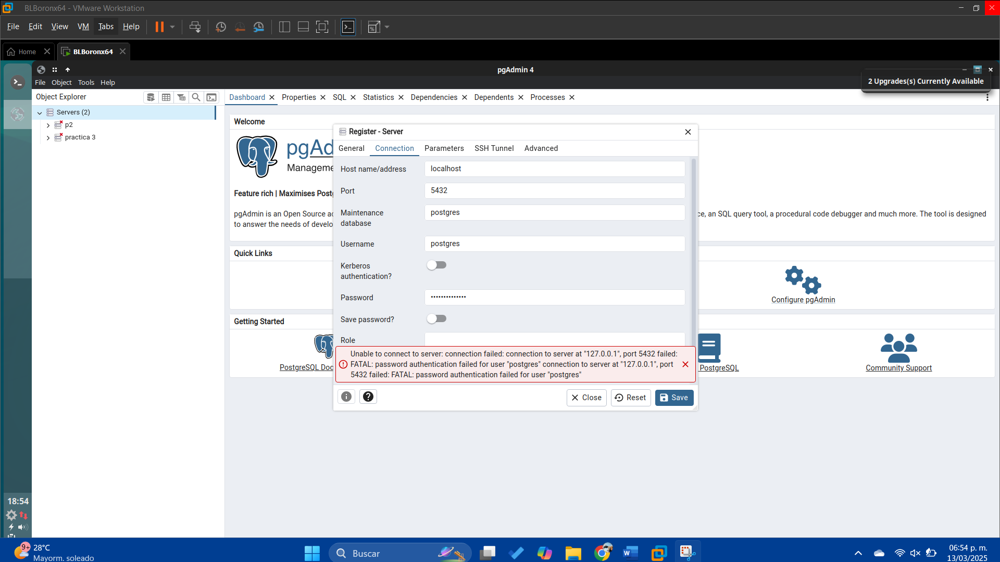 BLBoronx64 - VMware Workstation
File Edit View VM Tabs Help
Home
BLBoronx64
pgAdmin 4
File Object Tools Help
2 Upgrades(s) Currently Available
Object Explorer
Dashboard Properties SQL Statistics Dependencies Dependents Processes
Servers (2)
p2
practica 3
Welcome
pgAd
Manageme
Feature rich | Maximises Postg
pgAdmin is an Open Source ad
ce, an SQL query tool, a procedural code debugger and much more. The tool is designed
to answer the needs of develo
Quick Links
Configure pgAdmin
Getting Started
PostgreSQL Doc
PostgreSQL
Community Support
Register - Server
General Connection Parameters SSH Tunnel Advanced
Host name/address
localhost
Port
5432
Maintenance
database
postgres
Username
postgres
Kerberos
authentication?
Password
••••••••••••••
Save password?
Role
Unable to connect to server: connection failed: connection to server at "127.0.0.1", port 5432 failed:
FATAL: password authentication failed for user "postgres" connection to server at "127.0.0.1", port
5432 failed: FATAL: password authentication failed for user "postgres"
Close
Reset
Save
18:54
9+
28°C
Mayorm. soleado
Buscar
06:54 p. m.
13/03/2025